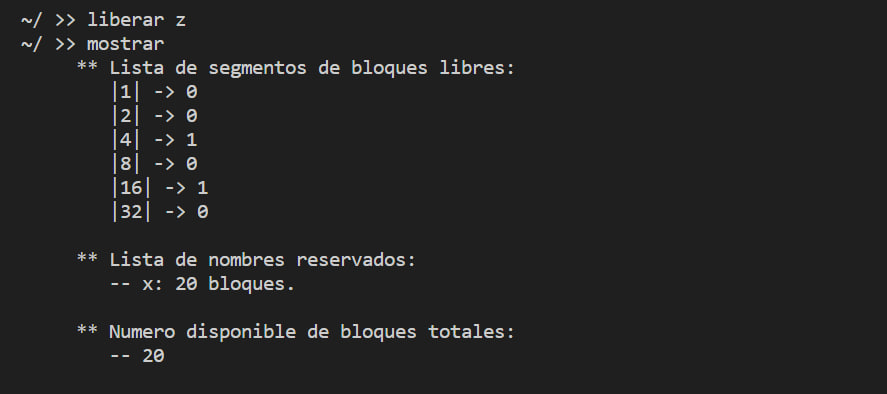 ~/ >> liberar z
~/ >> mostrar
** Lista de segmentos de bloques libres:
|1| -> 0
|2| -> 0
|4| -> 1
|8| -> 0
|16| -> 1
|32| -> 0
** Lista de nombres reservados:
-- x: 20 bloques.
** Numero disponible de bloques totales:
-- 20